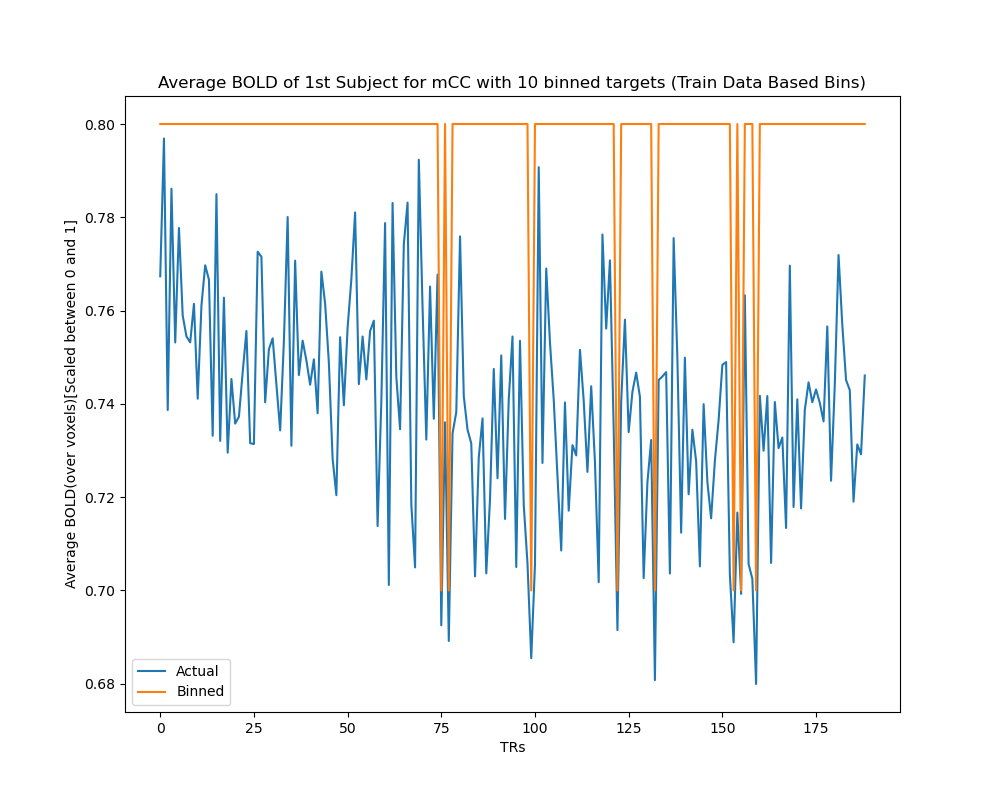 Average BOLD of 1st Subject for mCC with 10 binned targets (Train Data Based Bins)
Average BOLD(over voxels)[Scaled between 0 and 1]
0.80
0.78
0.76
0.74
0.72
0.70
0.68
Actual
Binned
0 25 50 75 100 125 150 175
TRs